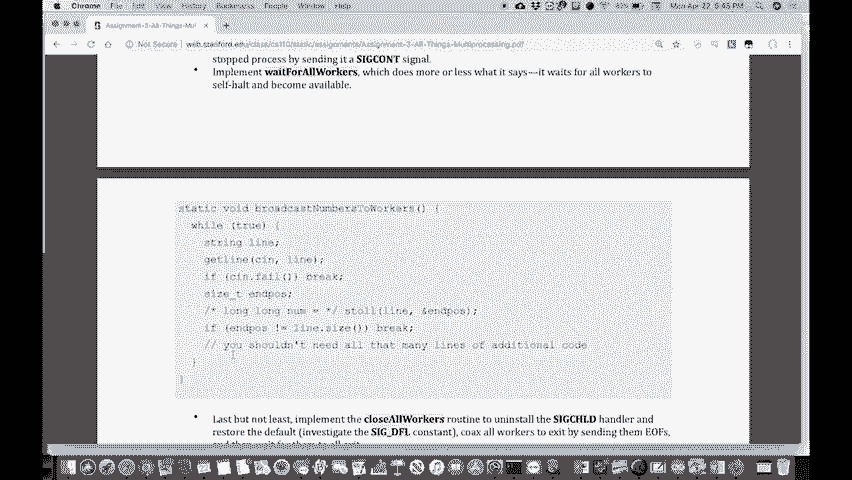 Chrome File Edit View History Bookmarks People Window Help
Mon Apr 22 5:45 PM
Assignment-3-All-Things-Mul
Not Secure web.stanford.edu/class/cs110/static/assignments/Assignment-3-All-Things-Multiprocessing.pdf
stopped process by sending it a SIGCONT signal.
• Implement waitForAllWorkers, which does more or less what it says—it waits for all workers to
self-halt and become available.
static void broadcastNumbersToWorkers() {
while (true) {
string line;
getline(cin, line);
if (cin.fail()) break;
size_t endpos;
/* long long num = */ stoll(line, &endpos);
if (endpos != line.size()) break;
// you shouldn't need all that many lines of additional code
}
}
• Last but not least, implement the closeAllWorkers routine to uninstall the SIGCHLD handler and
restore the default (investigate the SIG_DFL constant), coax all workers to exit by sending them EOFs,